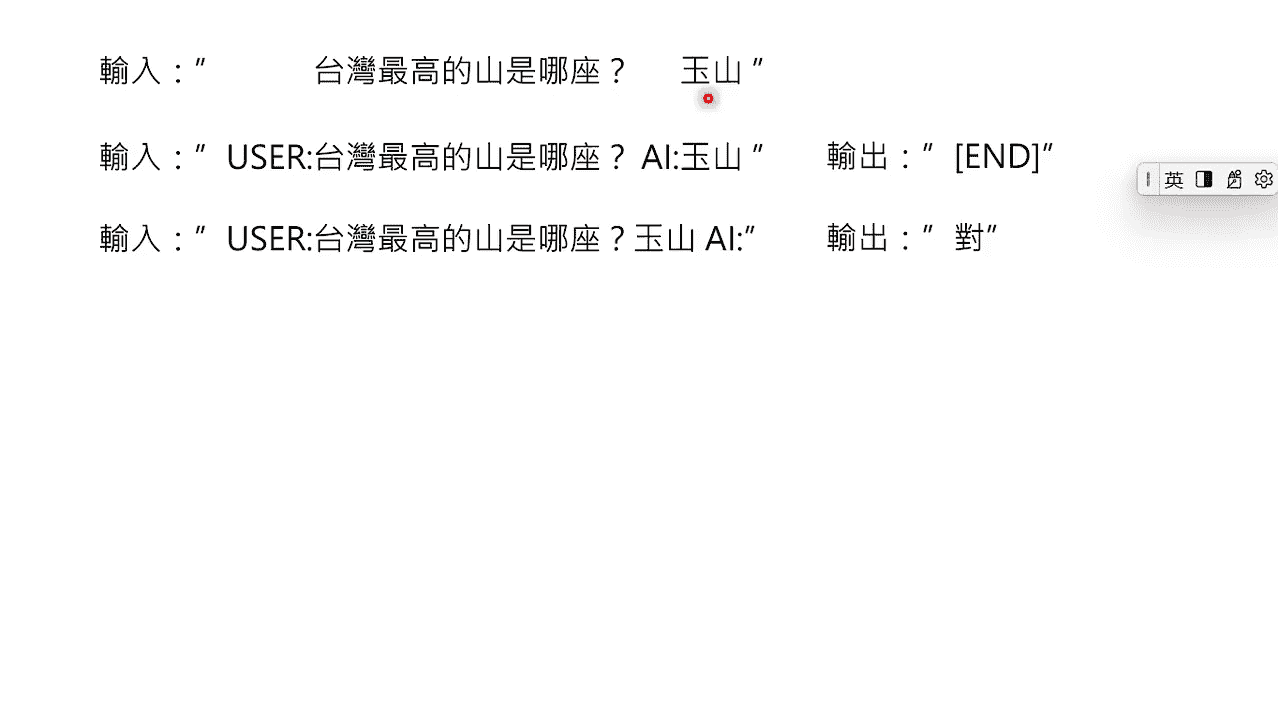 輸入：” 台灣最高的山是哪座？ 玉山 ”
輸入：” USER:台灣最高的山是哪座？ AI:玉山 ” 輸出：” [END]”
英
輸入：” USER:台灣最高的山是哪座？玉山 AI:” 輸出：” 對”